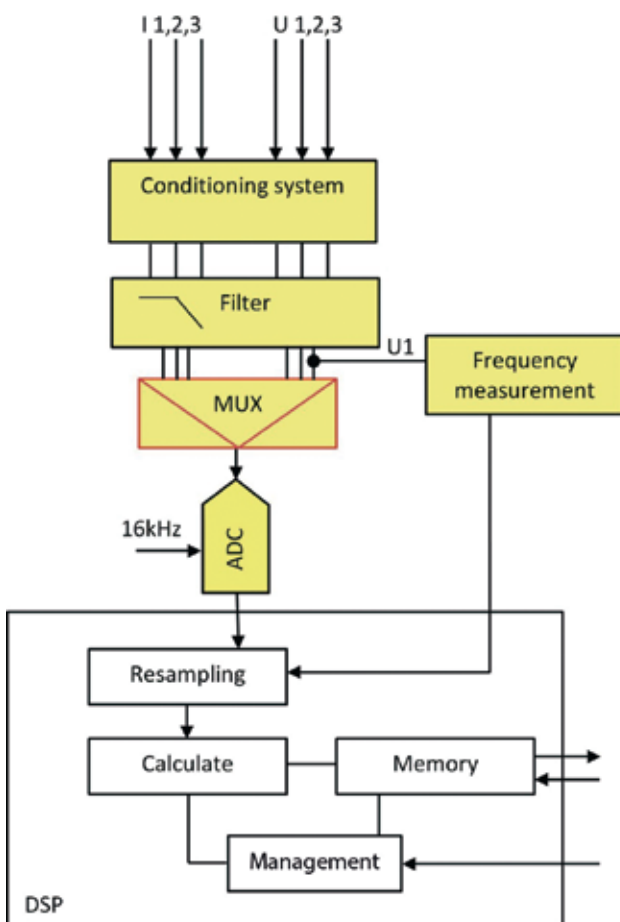 I 1,2,3
U 1,2,3
Conditioning system
Filter
U1
Frequency
measurement
MUX
16kHz
ADC
Resampling
Calculate
Memory
Management
DSP